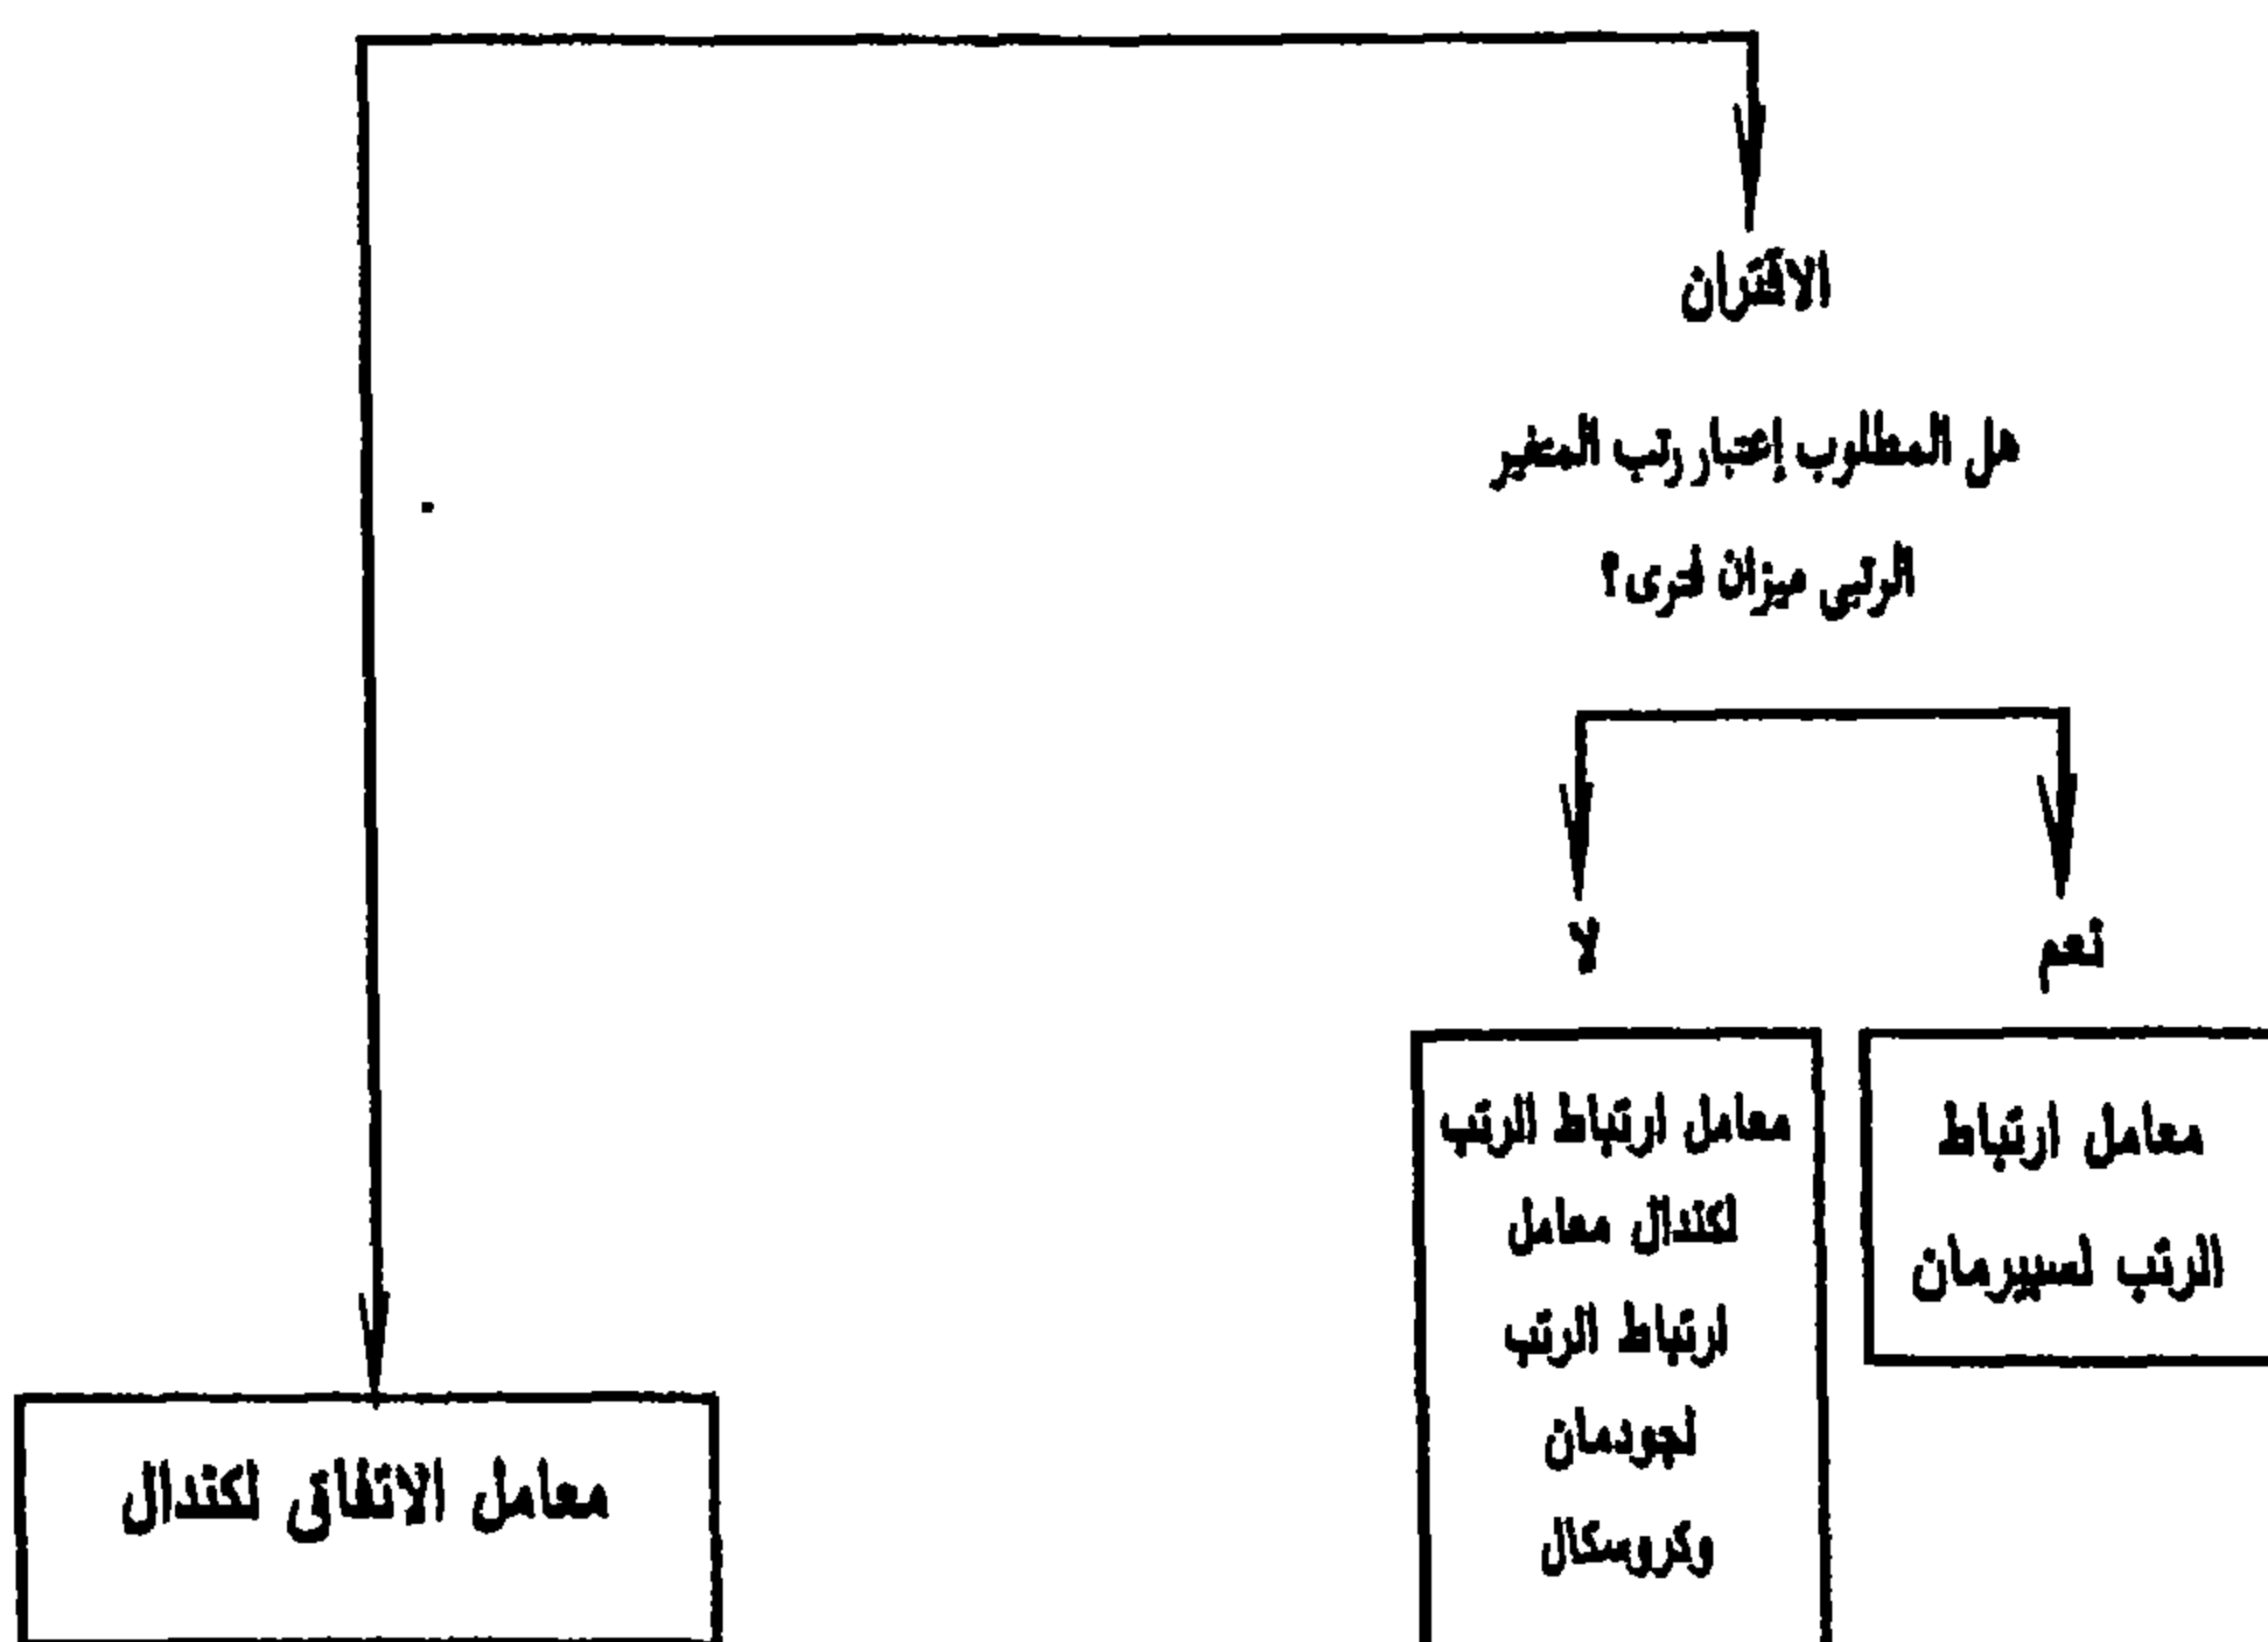 الاقتران
هل المطلوب إعتبار رتب المتغير
الرتبى ميزان فترى؟
لا
نعم
معامل ارتباط
الرتب لسبيرمان
معامل ارتباط الرتب
لكندال معامل
ارتباط الرتب
لجودمان
وكروسكال
معامل الاتفاق لكندال